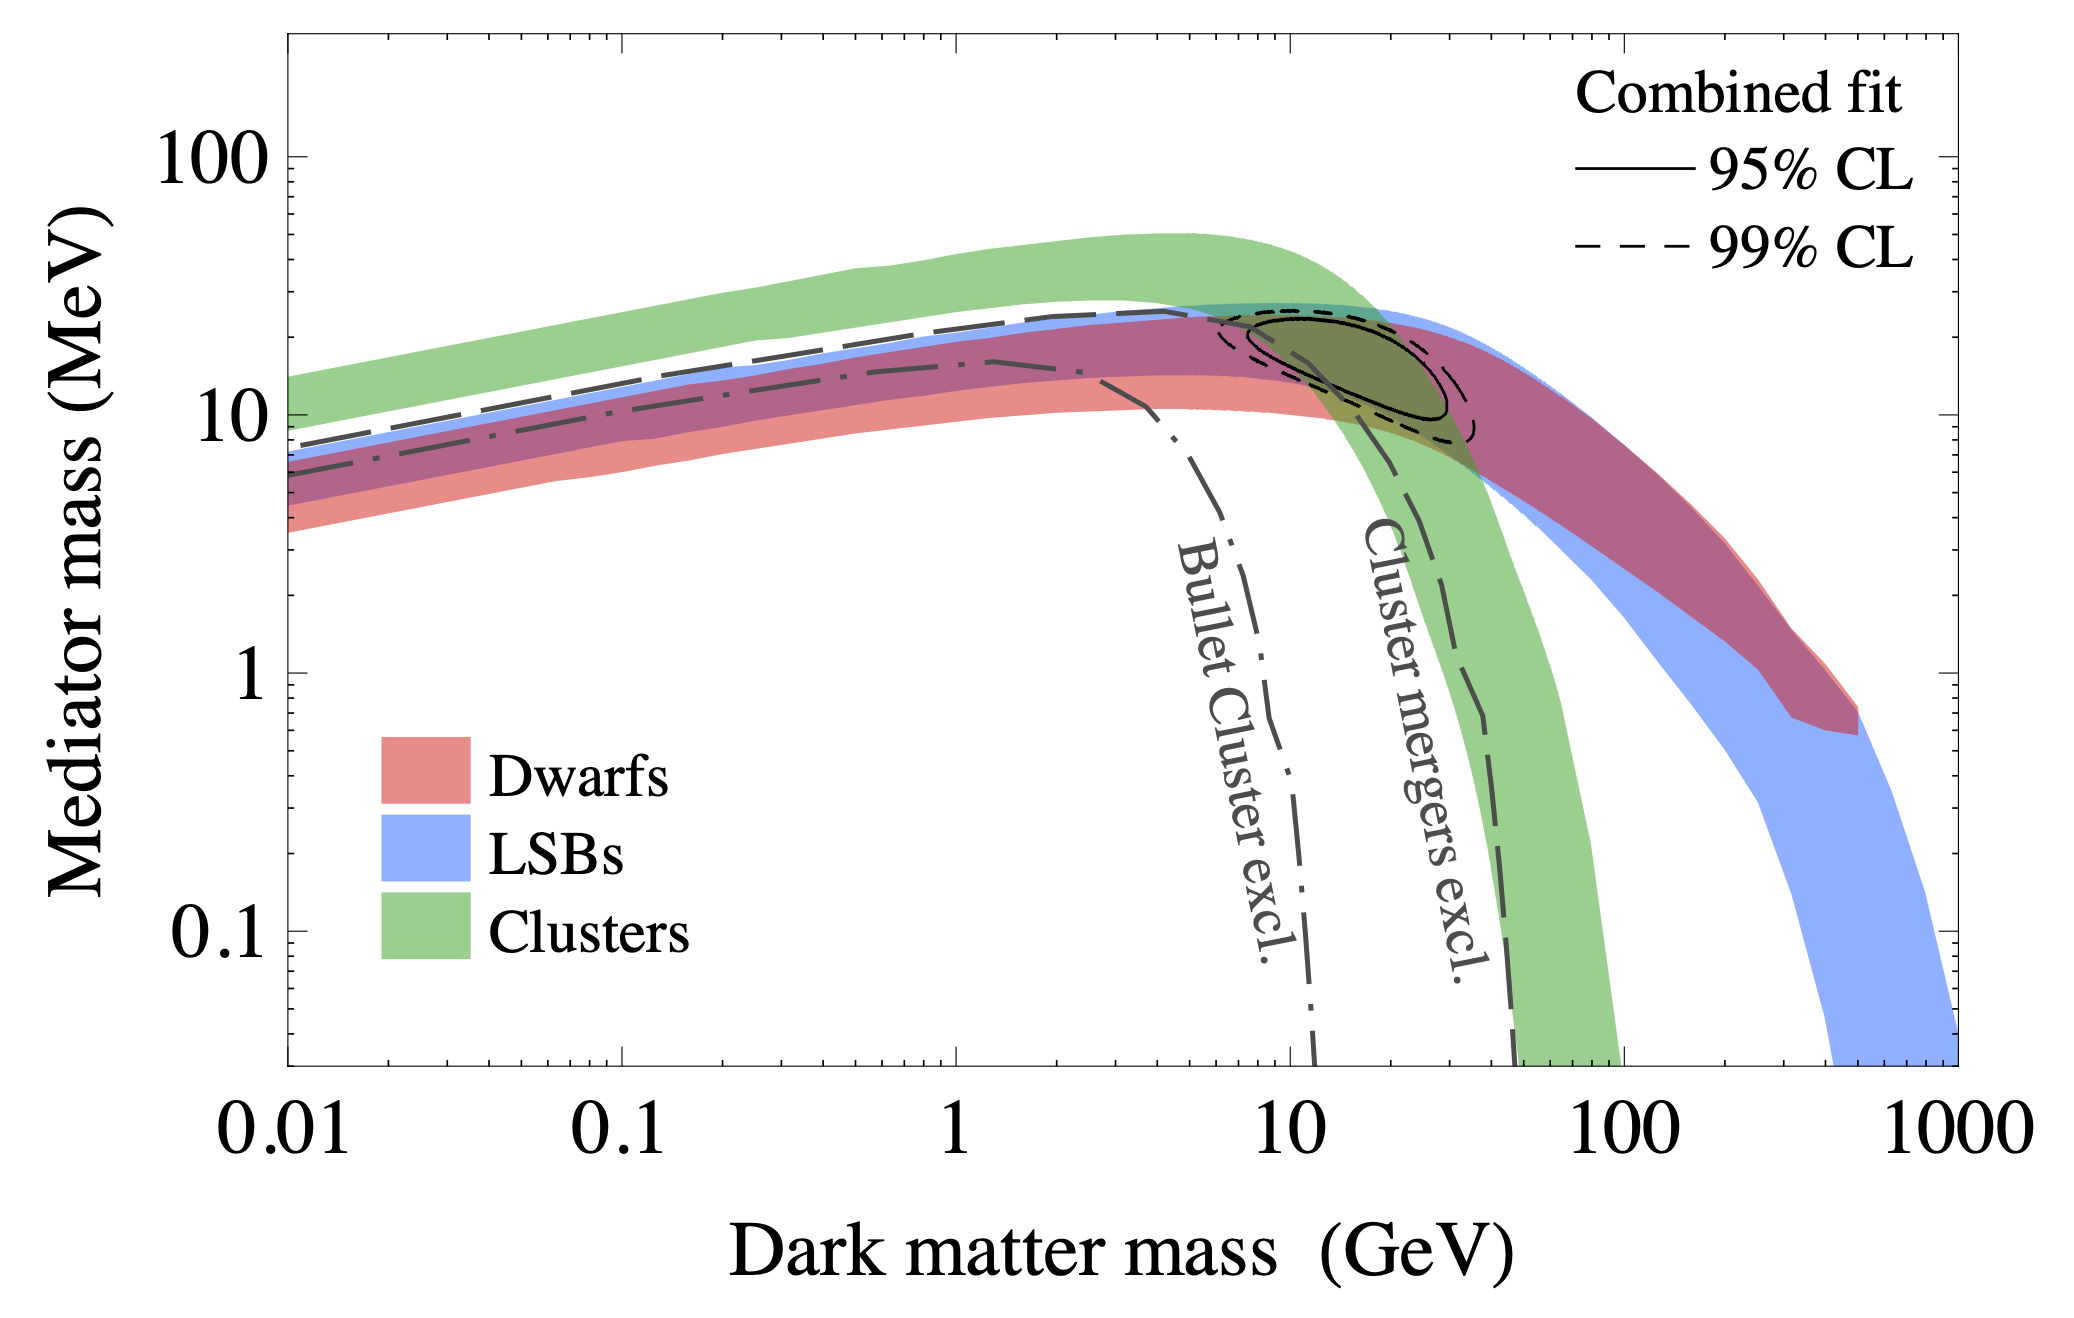 Combined fit
95% CL
99% CL
Mediator mass (MeV)
100
10
1
0.1
Bullet Cluster excl.
Cluster mergers excl.
Dwarfs
LSBs
Clusters
0.01 0.1 1 10 100 1000
Dark matter mass (GeV)